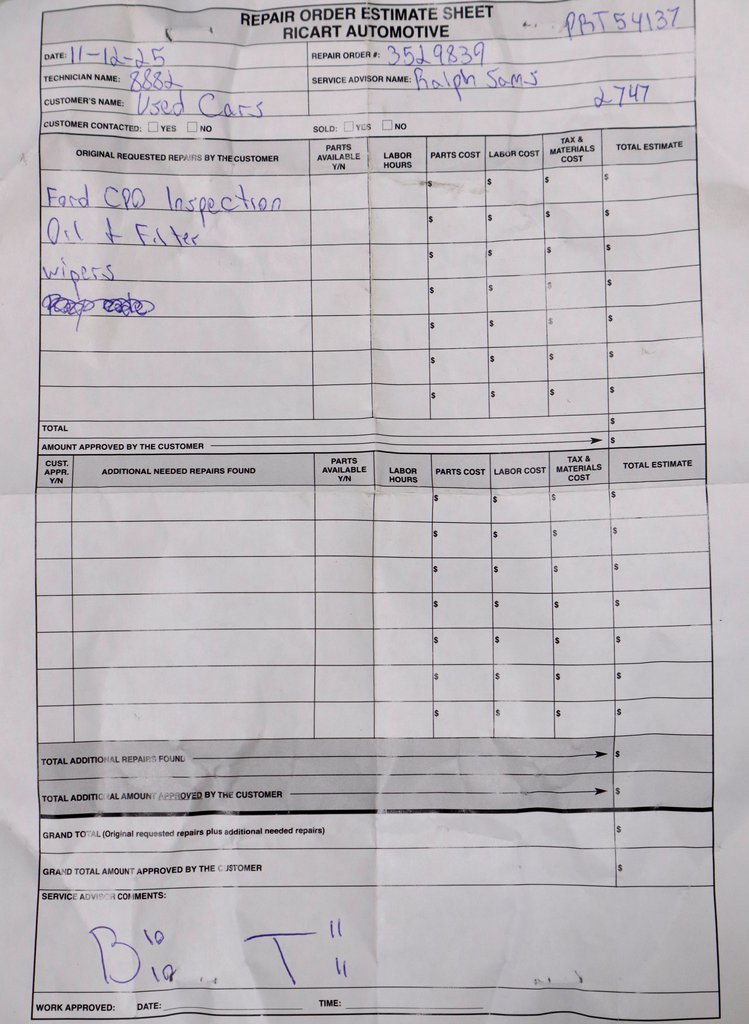 REPAIR ORDER ESTIMATE SHEET
RICART AUTOMOTIVE
PRT54137
DATE: 11-12-25
REPAIR ORDER #: 3529839
TECHNICIAN NAME: 8882
SERVICE ADVISOR NAME: Ralph Sams
CUSTOMER'S NAME: Used Cars
2747
CUSTOMER CONTACTED: YES NO SOLD: YES NO
ORIGINAL REQUESTED REPAIRS BY THE CUSTOMER PARTS AVAILABLE Y/N LABOR HOURS PARTS COST LABOR COST TAX & MATERIALS COST TOTAL ESTIMATE
Ford CPO Inspection $ $ $ $
Oil + Filter $ $ $ $
wipers $ $ $ $
$ $ $ $
$ $ $ $
$ $ $ $
$ $ $ $
TOTAL $
AMOUNT APPROVED BY THE CUSTOMER $
CUST. APPR. Y/N ADDITIONAL NEEDED REPAIRS FOUND PARTS AVAILABLE Y/N LABOR HOURS PARTS COST LABOR COST TAX & MATERIALS COST TOTAL ESTIMATE
$ $ $ $
$ $ $ $
$ $ $ $
$ $ $ $
$ $ $ $
$ $ $ $
$ $ $ $
TOTAL ADDITIONAL REPAIRS FOUND $
TOTAL ADDITIONAL AMOUNT APPROVED BY THE CUSTOMER $
GRAND TOTAL (Original requested repairs plus additional needed repairs) $
GRAND TOTAL AMOUNT APPROVED BY THE CUSTOMER $
SERVICE ADVISOR COMMENTS:
B 10 10 T 11 11
WORK APPROVED: DATE: TIME: